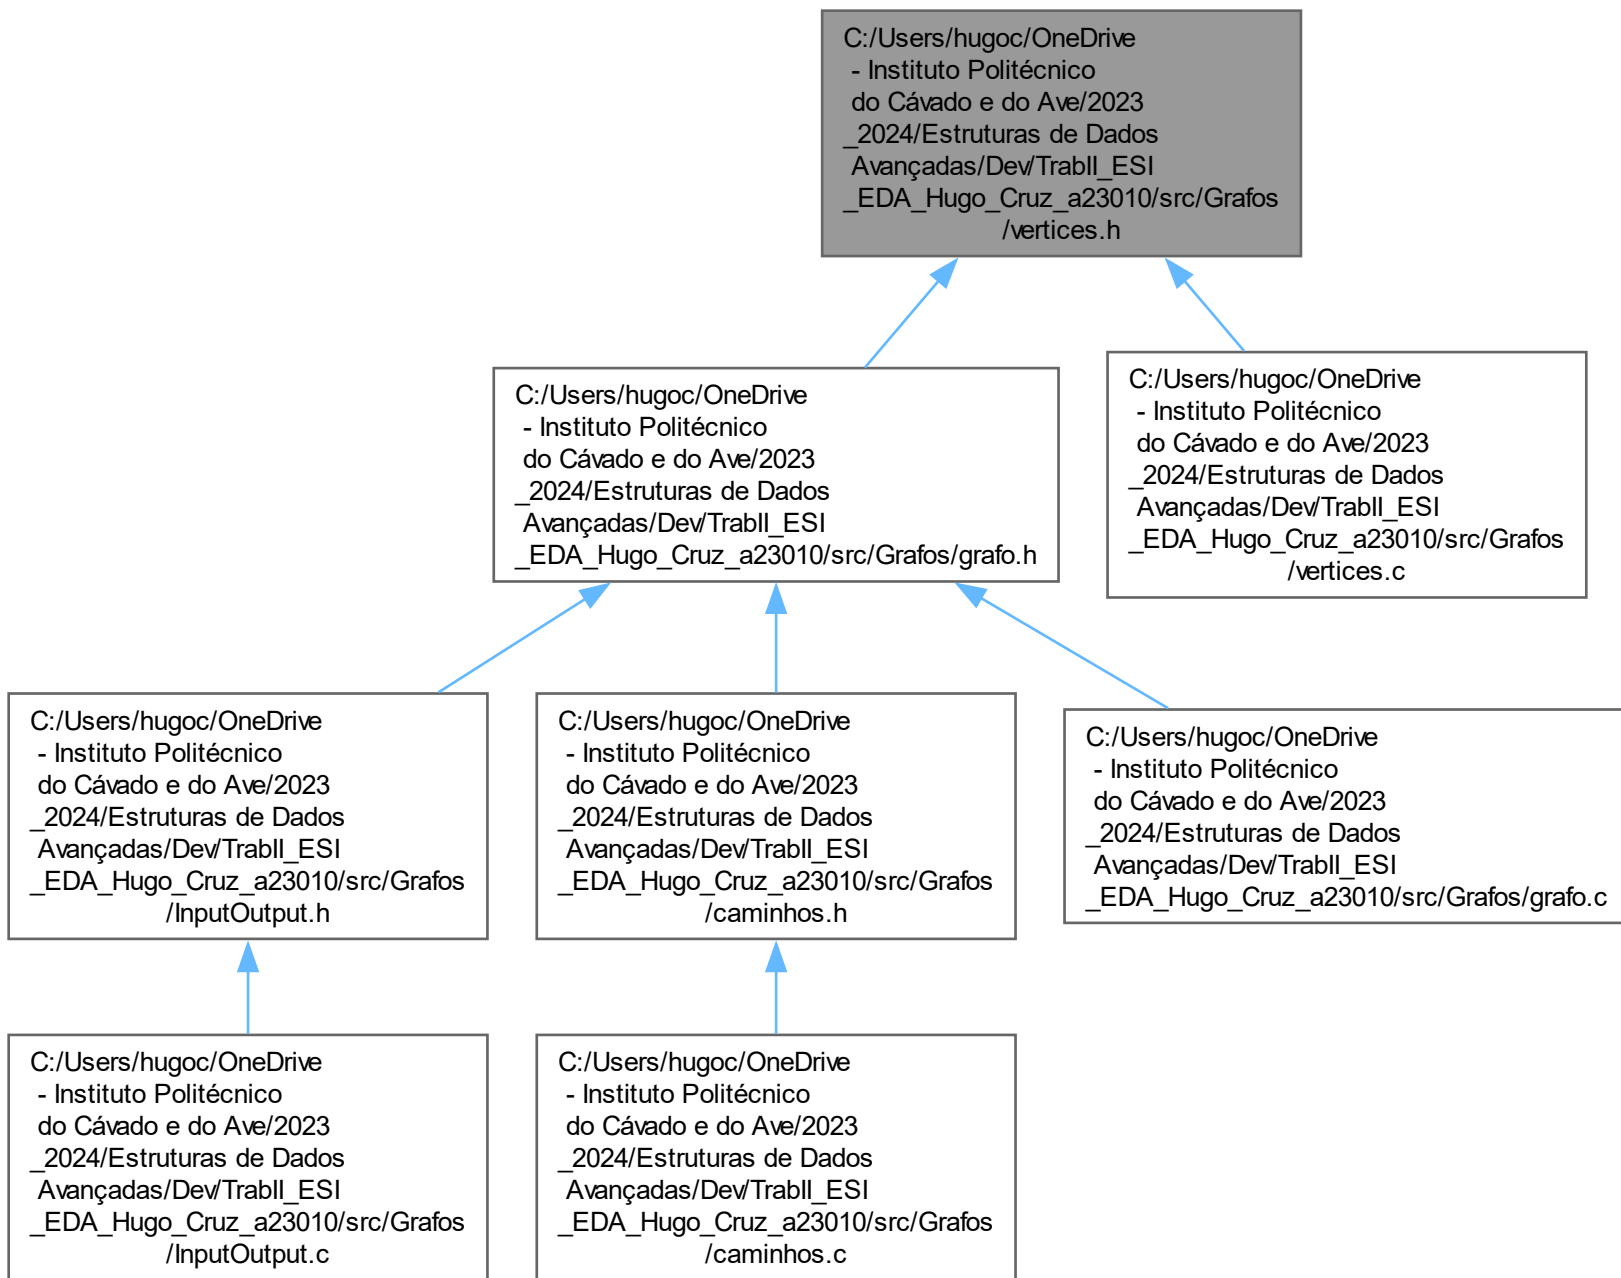 C:/Users/hugoc/OneDrive
- Instituto Politécnico
do Cávado e do Ave/2023
_2024/Estruturas de Dados
Avançadas/Dev/TrabII_ESI
_EDA_Hugo_Cruz_a23010/src/Grafos
/vertices.h
C:/Users/hugoc/OneDrive
- Instituto Politécnico
do Cávado e do Ave/2023
_2024/Estruturas de Dados
Avançadas/Dev/TrabII_ESI
_EDA_Hugo_Cruz_a23010/src/Grafos/grafo.h
C:/Users/hugoc/OneDrive
- Instituto Politécnico
do Cávado e do Ave/2023
_2024/Estruturas de Dados
Avançadas/Dev/TrabII_ESI
_EDA_Hugo_Cruz_a23010/src/Grafos
/vertices.c
C:/Users/hugoc/OneDrive
- Instituto Politécnico
do Cávado e do Ave/2023
_2024/Estruturas de Dados
Avançadas/Dev/TrabII_ESI
_EDA_Hugo_Cruz_a23010/src/Grafos
/InputOutput.h
C:/Users/hugoc/OneDrive
- Instituto Politécnico
do Cávado e do Ave/2023
_2024/Estruturas de Dados
Avançadas/Dev/TrabII_ESI
_EDA_Hugo_Cruz_a23010/src/Grafos
/caminhos.h
C:/Users/hugoc/OneDrive
- Instituto Politécnico
do Cávado e do Ave/2023
_2024/Estruturas de Dados
Avançadas/Dev/TrabII_ESI
_EDA_Hugo_Cruz_a23010/src/Grafos/grafo.c
C:/Users/hugoc/OneDrive
- Instituto Politécnico
do Cávado e do Ave/2023
_2024/Estruturas de Dados
Avançadas/Dev/TrabII_ESI
_EDA_Hugo_Cruz_a23010/src/Grafos
/InputOutput.c
C:/Users/hugoc/OneDrive
- Instituto Politécnico
do Cávado e do Ave/2023
_2024/Estruturas de Dados
Avançadas/Dev/TrabII_ESI
_EDA_Hugo_Cruz_a23010/src/Grafos
/caminhos.c